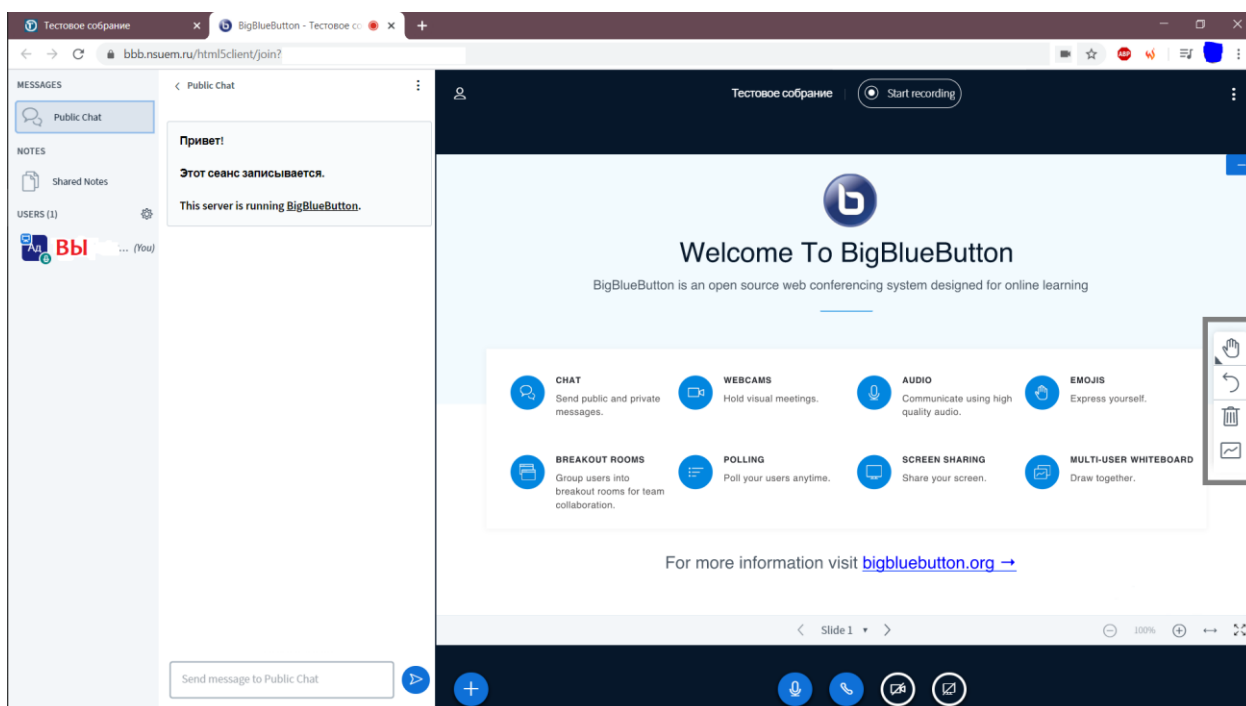 Тестовое собрание
BigBlueButton - Тестовое со
bbb.nsuem.ru/html5client/join?
ABP
MESSAGES
Public Chat
NOTES
Shared Notes
USERS (1)
Ад ВЫ ... (You)
Public Chat
Привет!
Этот сеанс записывается.
This server is running BigBlueButton.
Send message to Public Chat
Тестовое собрание
Start recording
b
Welcome To BigBlueButton
BigBlueButton is an open source web conferencing system designed for online learning
CHAT
Send public and private
messages.
WEBCAMS
Hold visual meetings.
AUDIO
Communicate using high
quality audio.
EMOJIS
Express yourself.
BREAKOUT ROOMS
Group users into
breakout rooms for team
collaboration.
POLLING
Poll your users anytime.
SCREEN SHARING
Share your screen.
MULTI-USER WHITEBOARD
Draw together.
For more information visit bigbluebutton.org →
Slide 1
100%